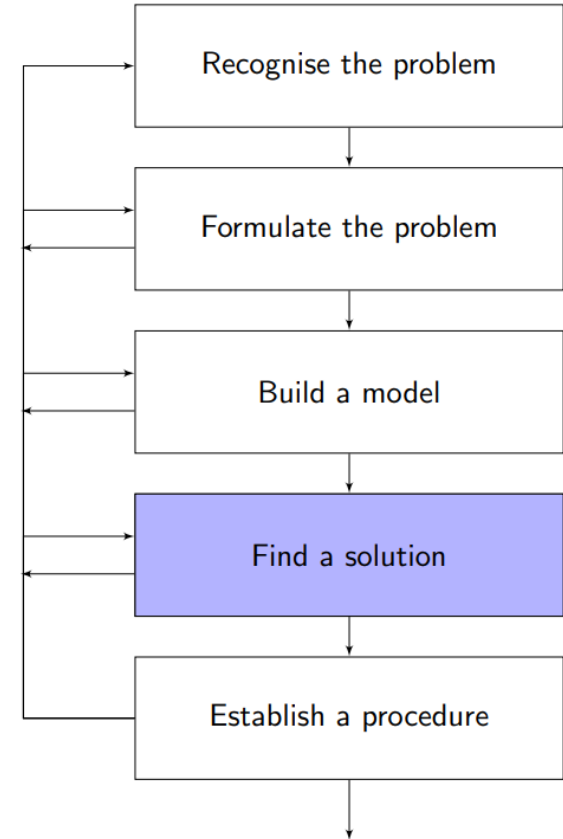 Recognise the problem
Formulate the problem
Build a model
Find a solution
Establish a procedure